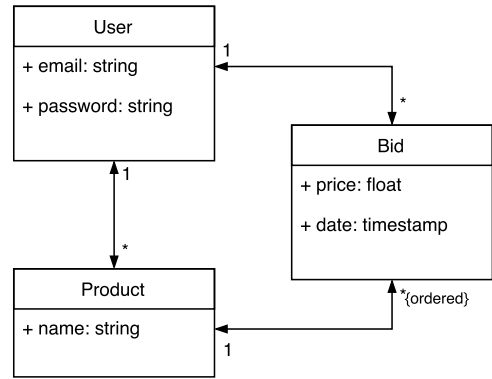 User
+ email: string
+ password: string
1
*
Bid
+ price: float
+ date: timestamp
1
*
Product
+ name: string
*{ordered}
1